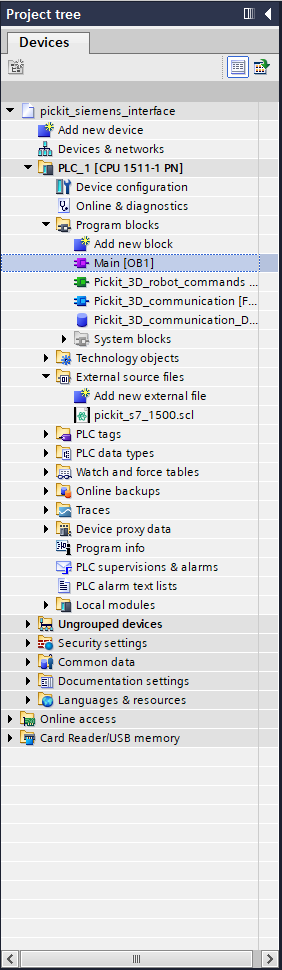 Project tree
Devices
pickit_siemens_interface
Add new device
Devices & networks
PLC_1 [CPU 1511-1 PN]
Device configuration
Online & diagnostics
Program blocks
Add new block
Main [OB1]
Pickit_3D_robot_commands ...
Pickit_3D_communication [F...
Pickit_3D_communication_D...
System blocks
Technology objects
External source files
Add new external file
pickit_s7_1500.scl
PLC tags
PLC data types
Watch and force tables
Online backups
Traces
Device proxy data
Program info
PLC supervisions & alarms
PLC alarm text lists
Local modules
Ungrouped devices
Security settings
Common data
Documentation settings
Languages & resources
Online access
Card Reader/USB memory